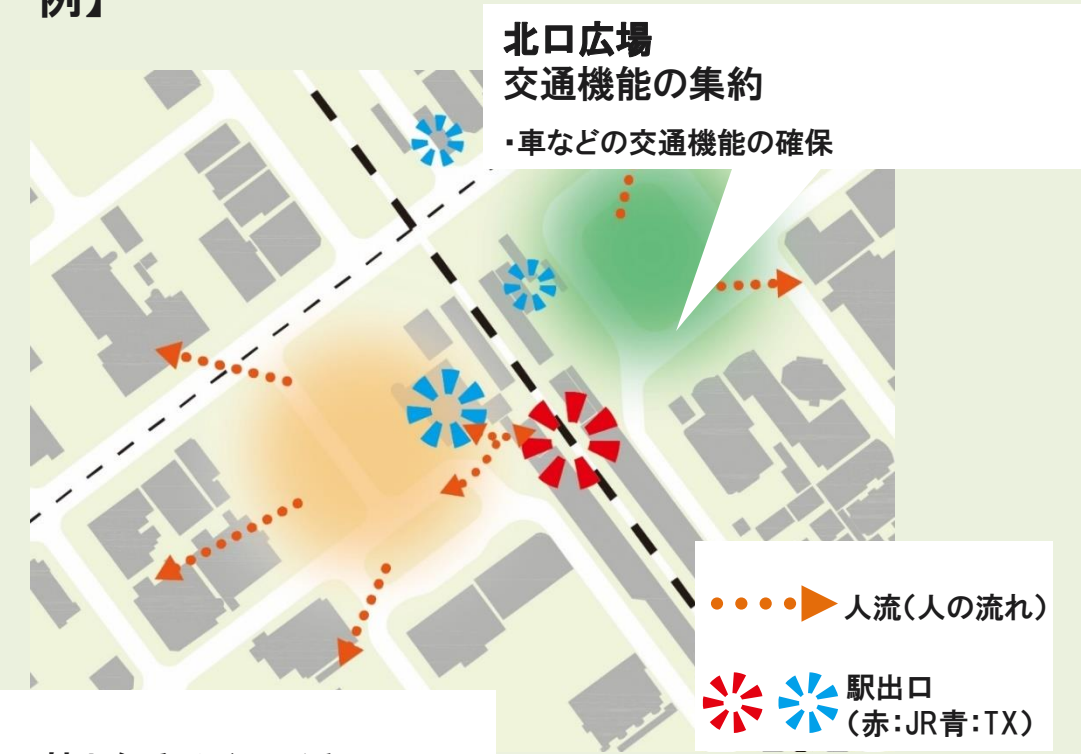 例】
北口広場
交通機能の集約
・車などの交通機能の確保
人流(人の流れ)
駅出口
(赤:JR青:TX)